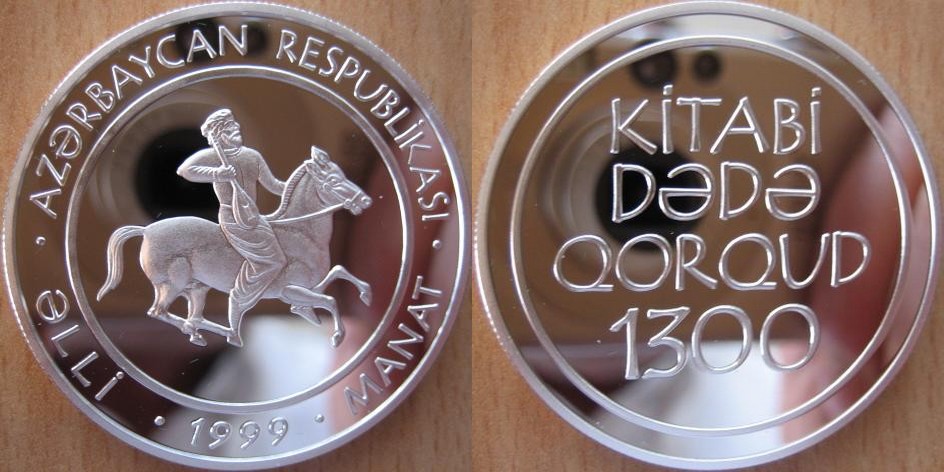 AZƏRBAYCAN RESPUBLİKASI
ƏLLİ
· 1999 ·
MANAT
KİTABİ
DƏDƏ
QORQUD
1300